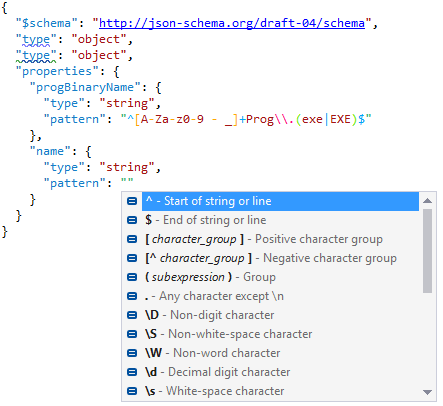 {
"$schema": "http://json-schema.org/draft-04/schema",
"type": "object",
"type": "object",
"properties": {
"progBinaryName": {
"type": "string",
"pattern": "^[A-Za-z0-9 - _]+Prog\\.(exe|EXE)$"
},
"name": {
"type": "string",
"pattern": ""
}
}
}
^ - Start of string or line
$ - End of string or line
[ character_group ] - Positive character group
[^ character_group ] - Negative character group
( subexpression ) - Group
. - Any character except \n
\D - Non-digit character
\S - Non-white-space character
\W - Non-word character
\d - Decimal digit character
\s - White-space character